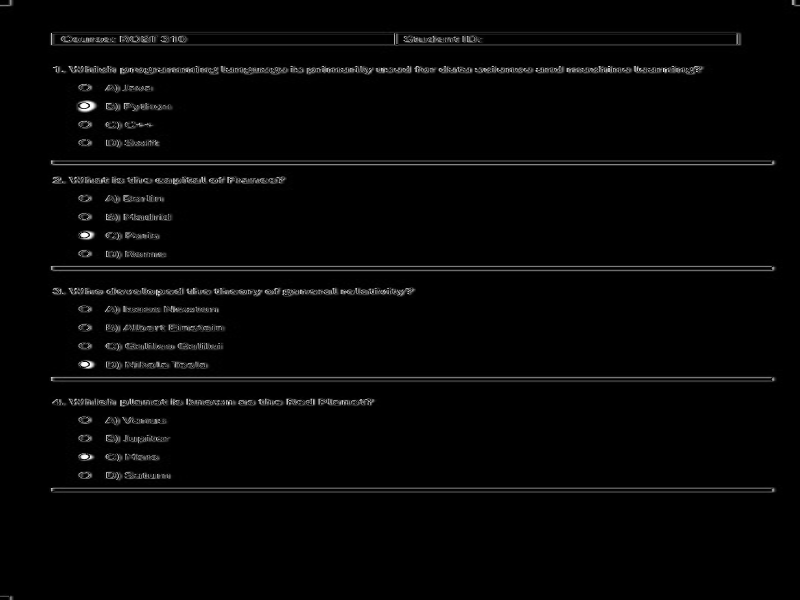 Course: ROBT 310 Student ID:
1. Which programming language is primarily used for data science and machine learning?
A) Java
B) Python
C) C++
D) Swift
2. What is the capital of France?
A) Berlin
B) Madrid
C) Paris
D) Rome
3. Who developed the theory of general relativity?
A) Isaac Newton
B) Albert Einstein
C) Galileo Galilei
D) Nikola Tesla
4. Which planet is known as the Red Planet?
A) Venus
B) Jupiter
C) Mars
D) Saturn